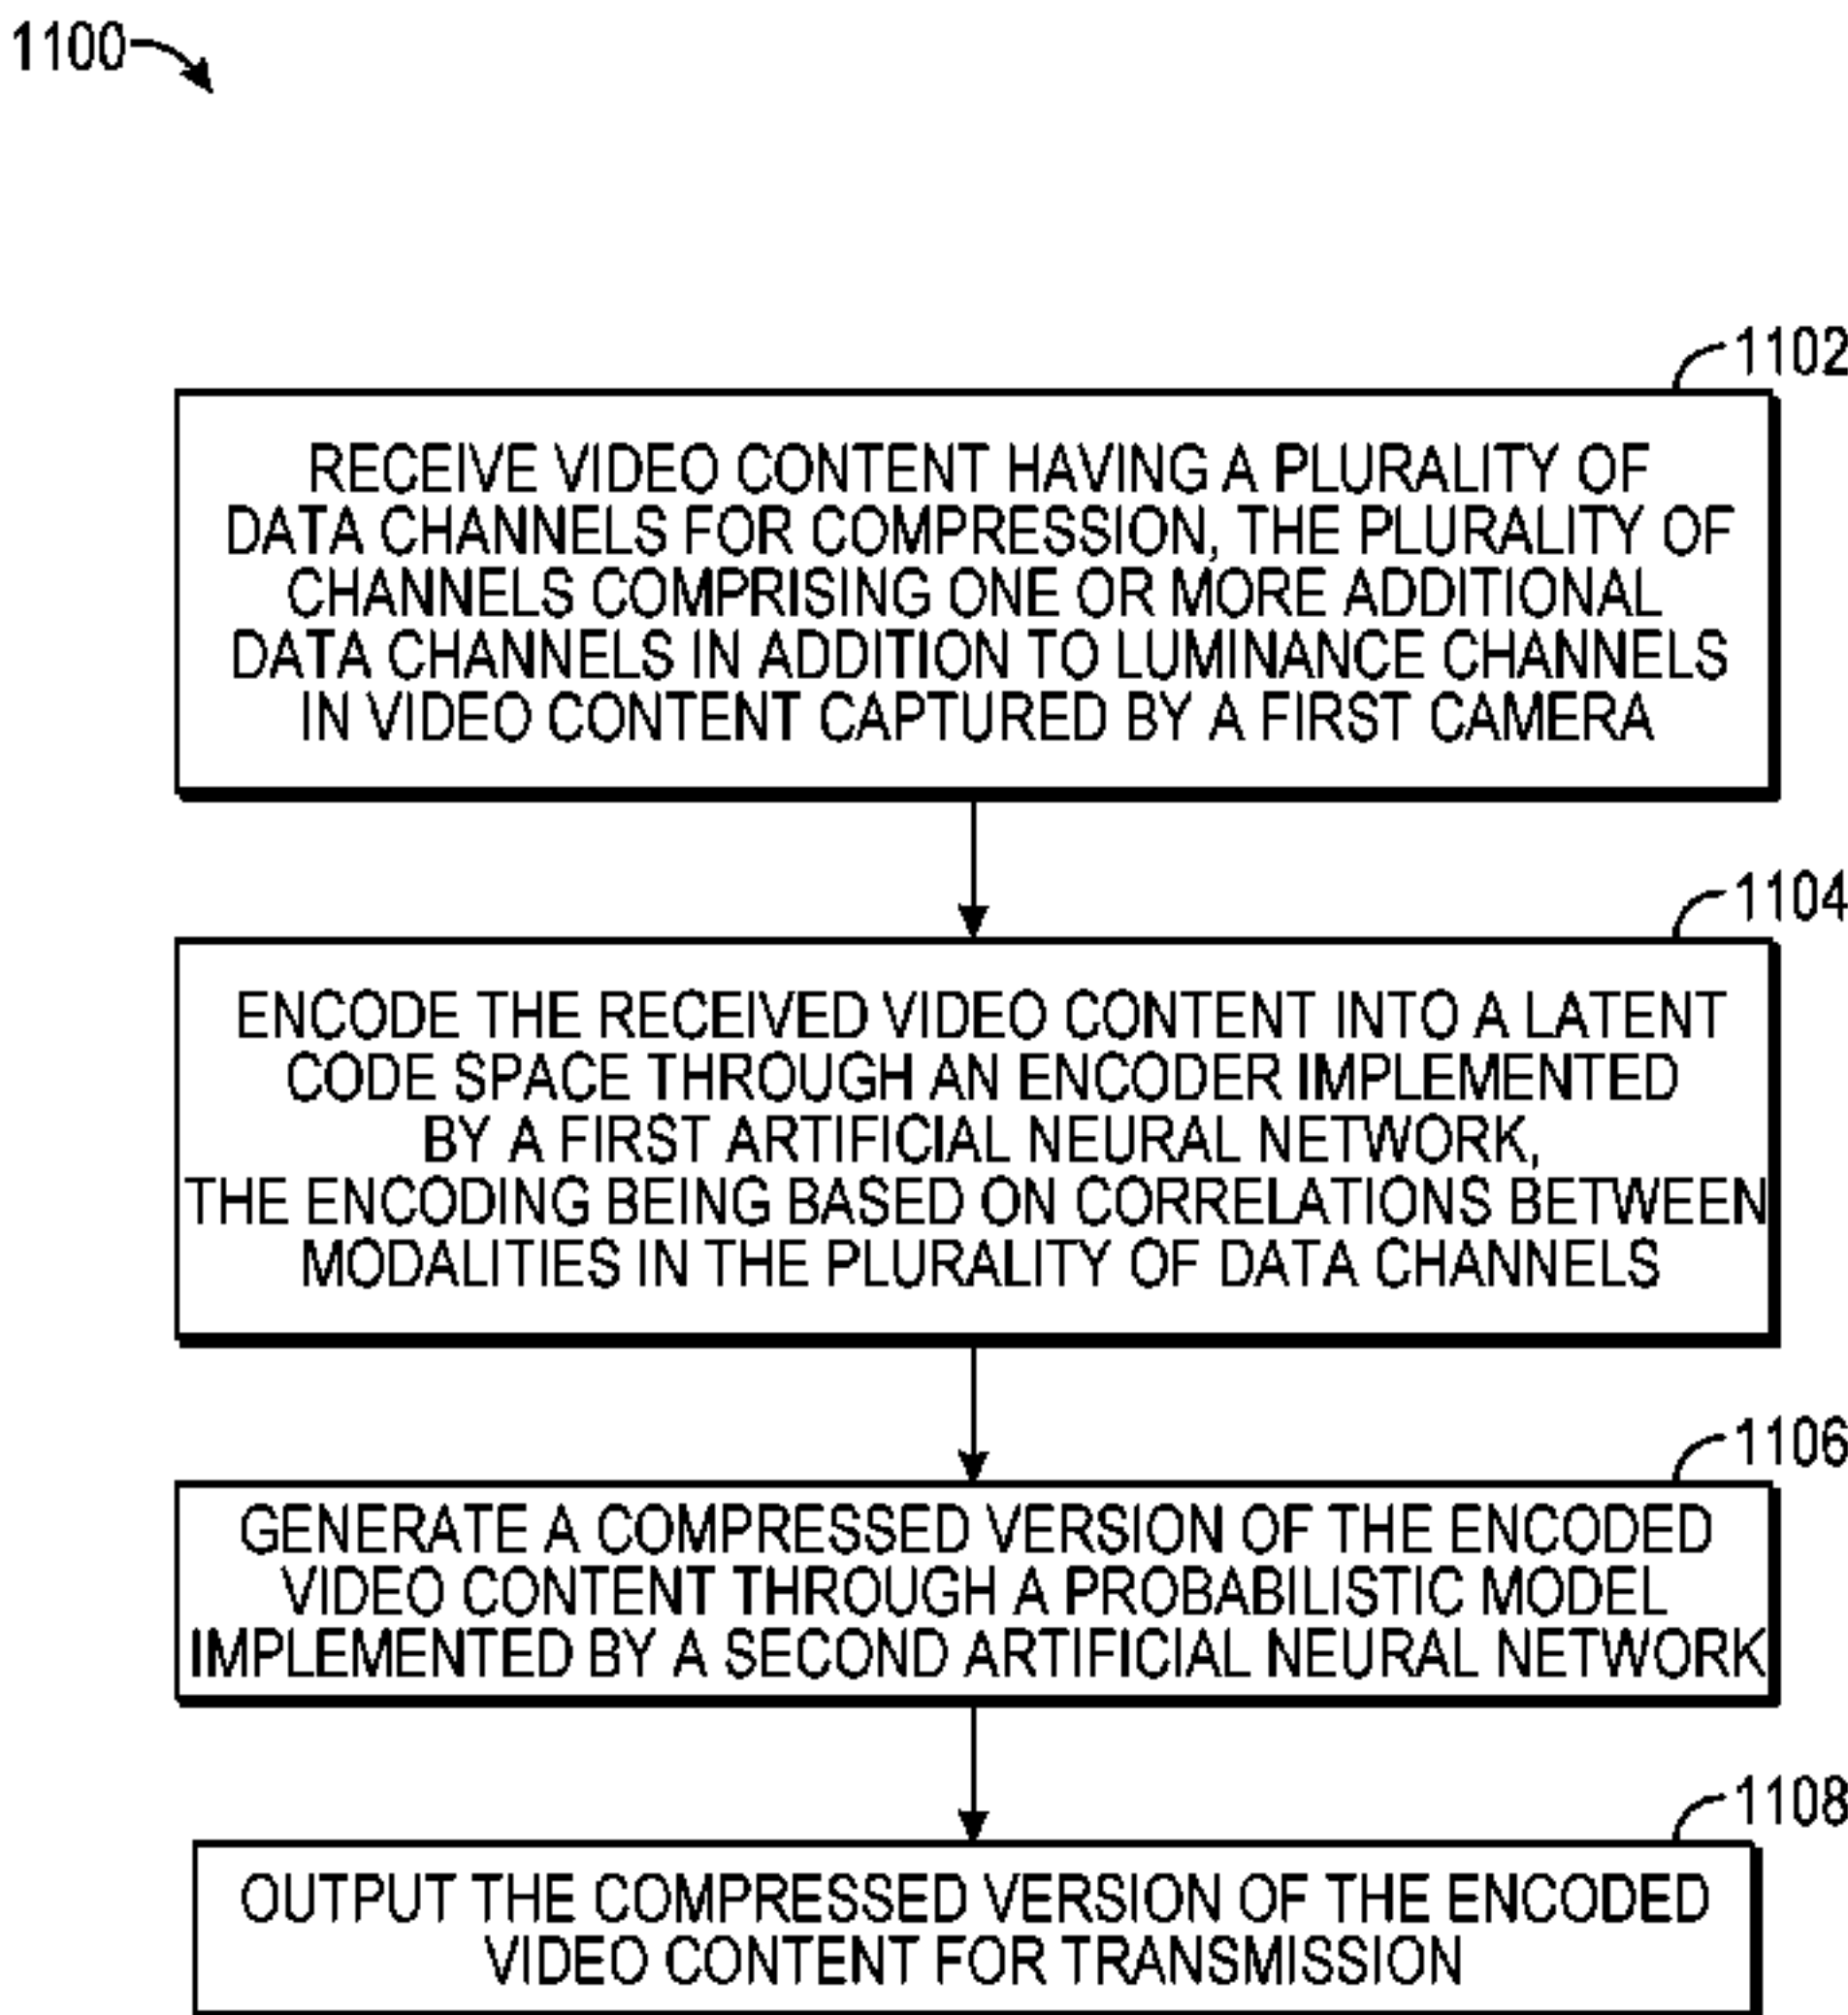 1100
1102
RECEIVE VIDEO CONTENT HAVING A PLURALITY OF
DATA CHANNELS FOR COMPRESSION, THE PLURALITY OF
CHANNELS COMPRISING ONE OR MORE ADDITIONAL
DATA CHANNELS IN ADDITION TO LUMINANCE CHANNELS
IN VIDEO CONTENT CAPTURED BY A FIRST CAMERA
1104
ENCODE THE RECEIVED VIDEO CONTENT INTO A LATENT
CODE SPACE THROUGH AN ENCODER IMPLEMENTED
BY A FIRST ARTIFICIAL NEURAL NETWORK,
THE ENCODING BEING BASED ON CORRELATIONS BETWEEN
MODALITIES IN THE PLURALITY OF DATA CHANNELS
1106
GENERATE A COMPRESSED VERSION OF THE ENCODED
VIDEO CONTENT THROUGH A PROBABILISTIC MODEL
IMPLEMENTED BY A SECOND ARTIFICIAL NEURAL NETWORK
1108
OUTPUT THE COMPRESSED VERSION OF THE ENCODED
VIDEO CONTENT FOR TRANSMISSION